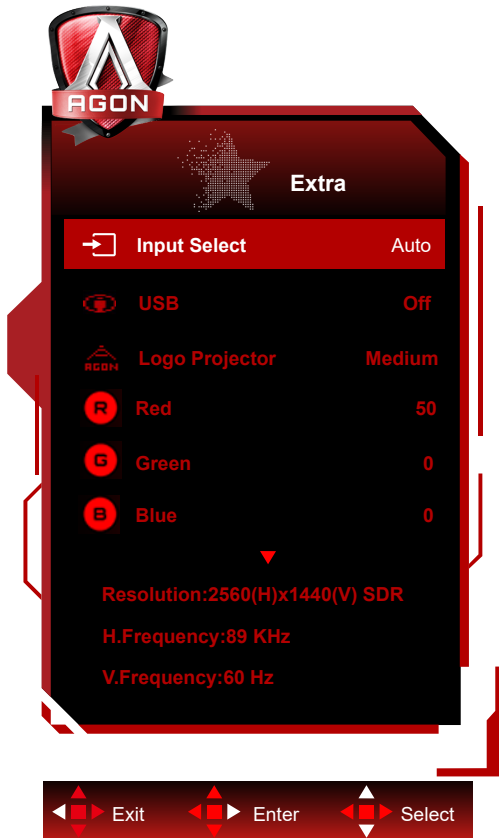 AGON
Extra
Input Select Auto
USB Off
AGON Logo Projector Medium
R Red 50
G Green 0
B Blue 0
Resolution:2560(H)x1440(V) SDR
H.Frequency:89 KHz
V.Frequency:60 Hz
Exit Enter Select